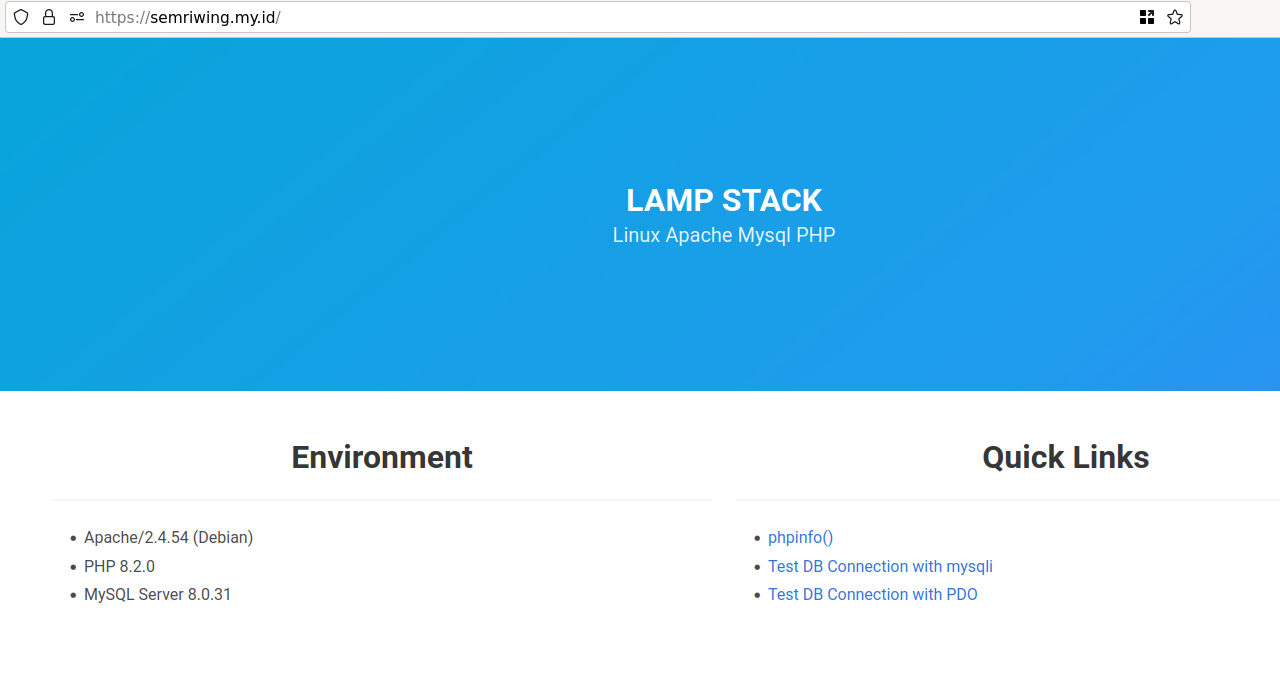 https://semriwing.my.id/
LAMP STACK
Linux Apache Mysql PHP
Environment
Apache/2.4.54 (Debian)
PHP 8.2.0
MySQL Server 8.0.31
Quick Links
phpinfo()
Test DB Connection with mysqli
Test DB Connection with PDO